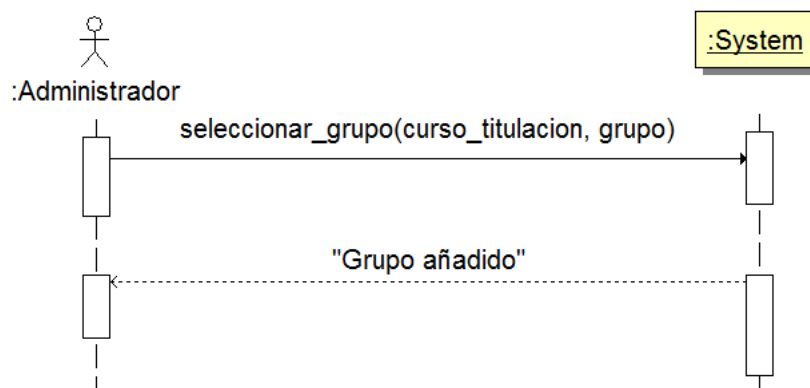 :System
:Administrador
seleccionar_grupo(curso_titulacion, grupo)
"Grupo añadido"